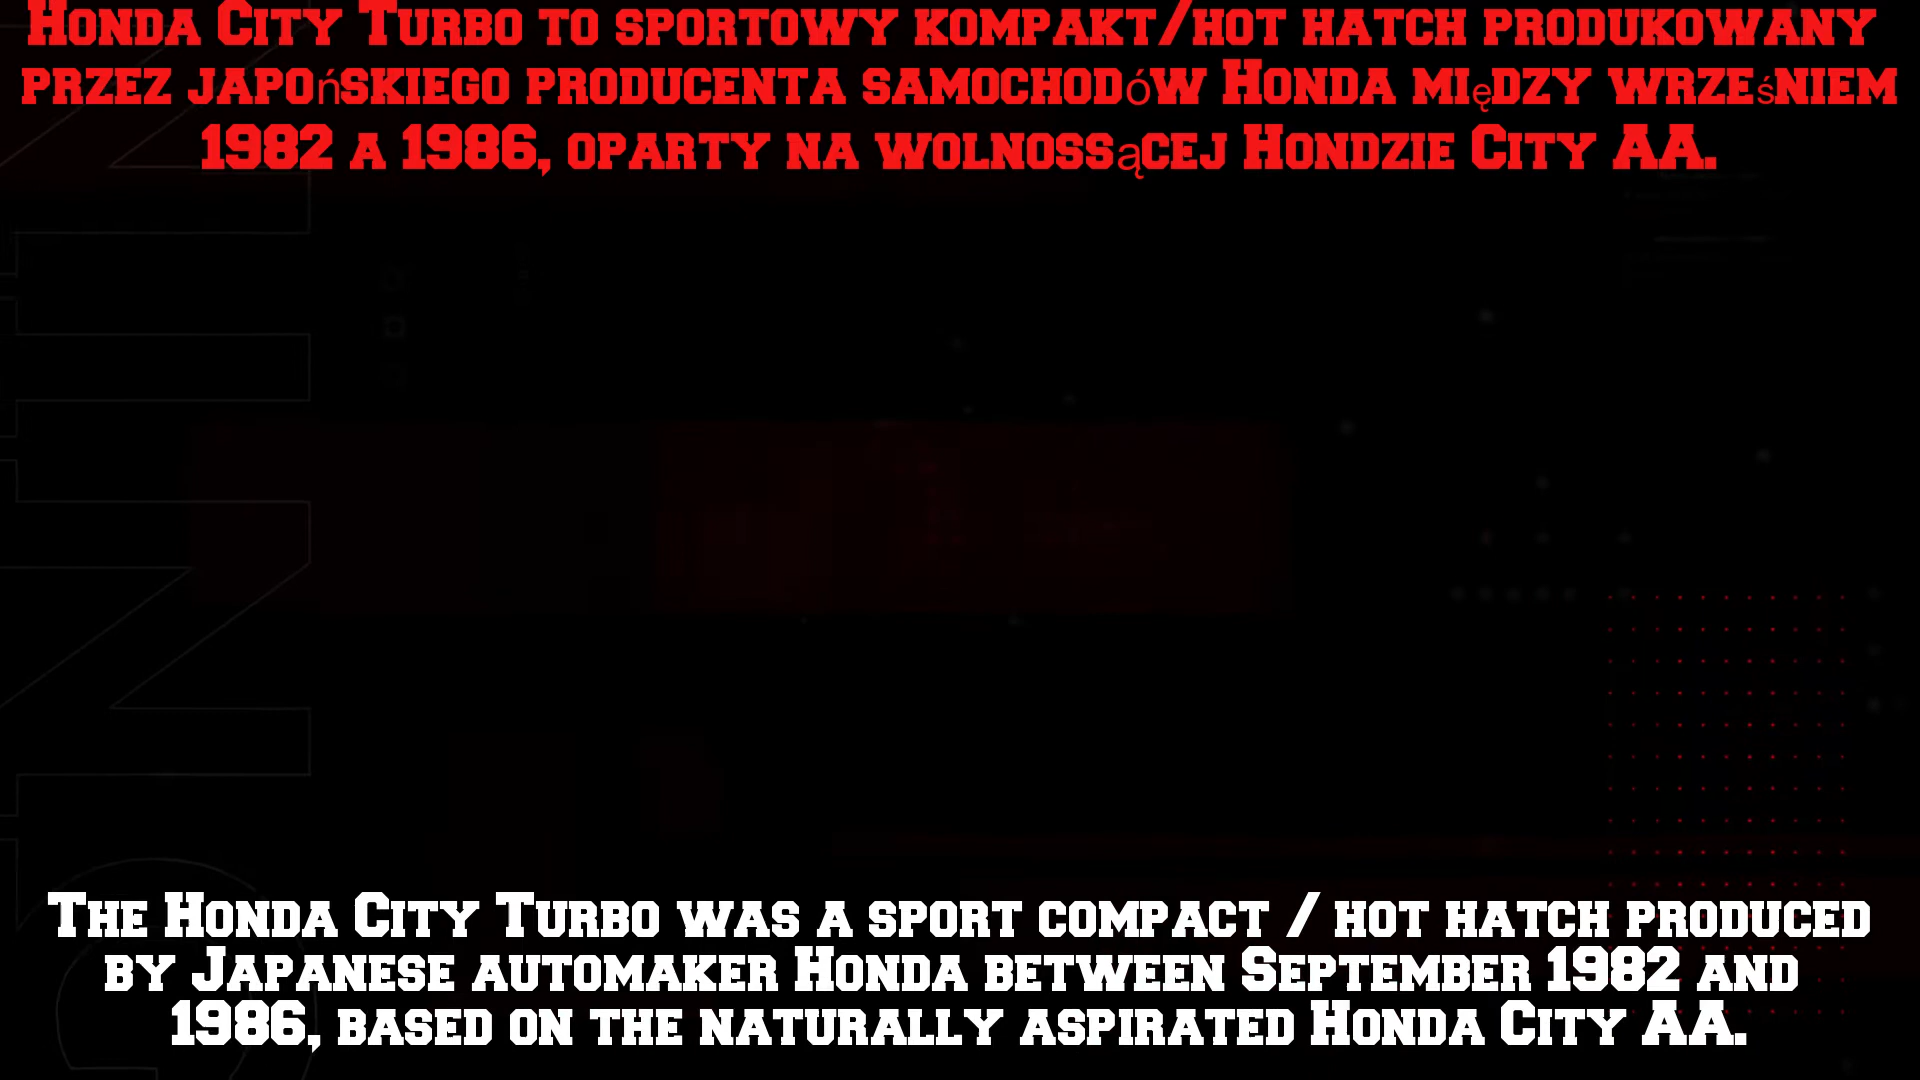 Honda City Turbo to sportowy kompakt/hot hatch produkowany
przez japońskiego producenta samochodów Honda między wrześniem
1982 a 1986, oparty na wolnossącej Hondzie City AA.
The Honda City Turbo was a sport compact / hot hatch produced
by Japanese automaker Honda between September 1982 and
1986, based on the naturally aspirated Honda City AA.